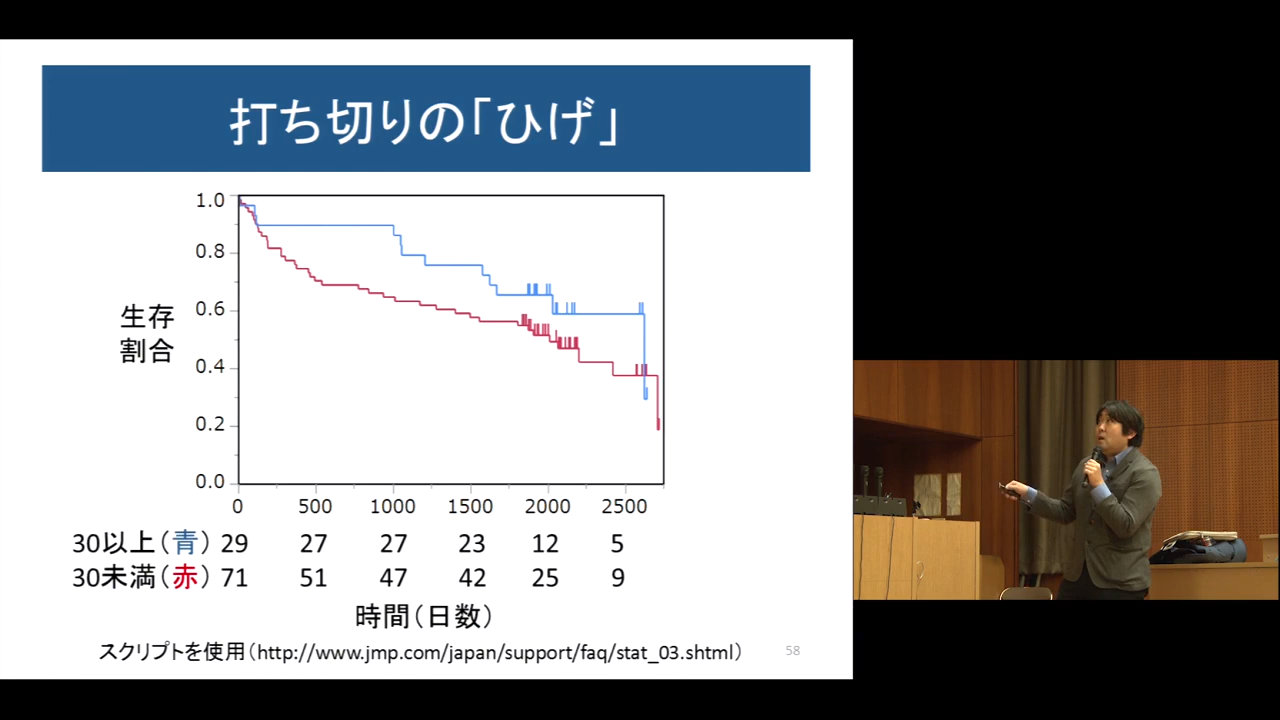 打ち切りの「ひげ」
1.0
0.8
0.6
0.4
0.2
0.0
生存
割合
0 500 1000 1500 2000 2500
30以上(青) 29 27 27 23 12 5
30未満(赤) 71 51 47 42 25 9
時間(日数)
スクリプトを使用(http://www.jmp.com/japan/support/faq/stat_03.shtml)
58